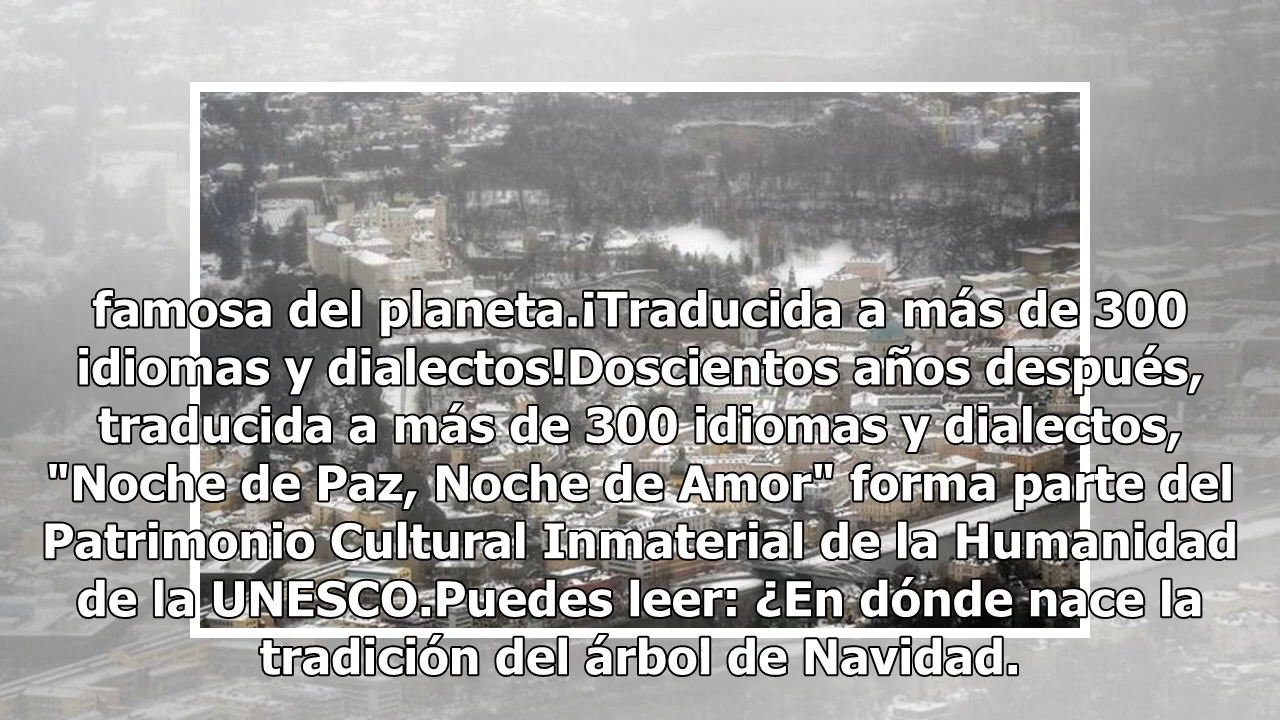 famosa del planeta.¡Traducida a más de 300
idiomas y dialectos!Doscientos años después,
traducida a más de 300 idiomas y dialectos,
"Noche de Paz, Noche de Amor" forma parte del
Patrimonio Cultural Inmaterial de la Humanidad
de la UNESCO.Puedes leer: ¿En dónde nace la
tradición del árbol de Navidad.